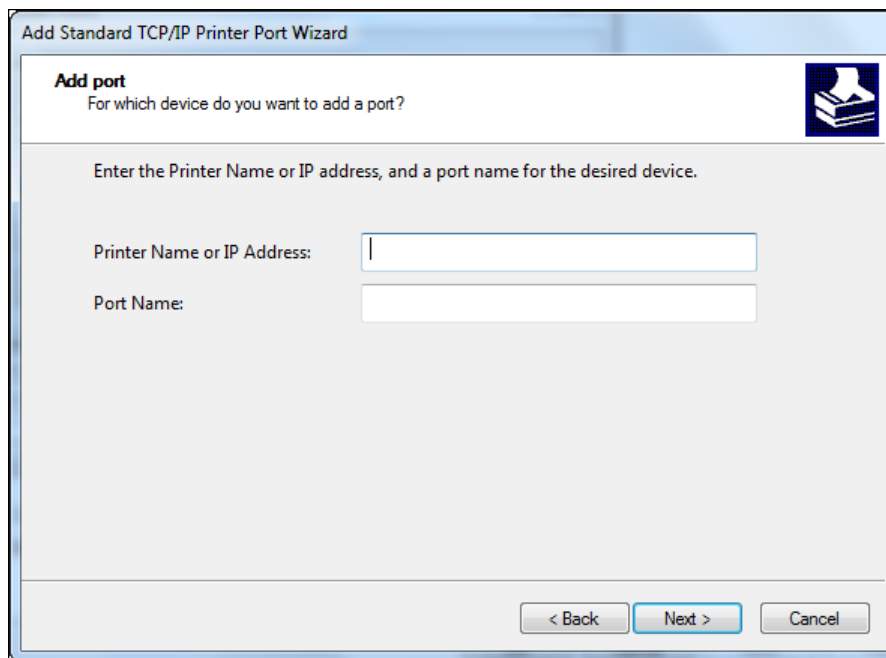 Add Standard TCP/IP Printer Port Wizard
Add port
For which device do you want to add a port?
Enter the Printer Name or IP address, and a port name for the desired device.
Printer Name or IP Address:
Port Name:
< Back Next > Cancel